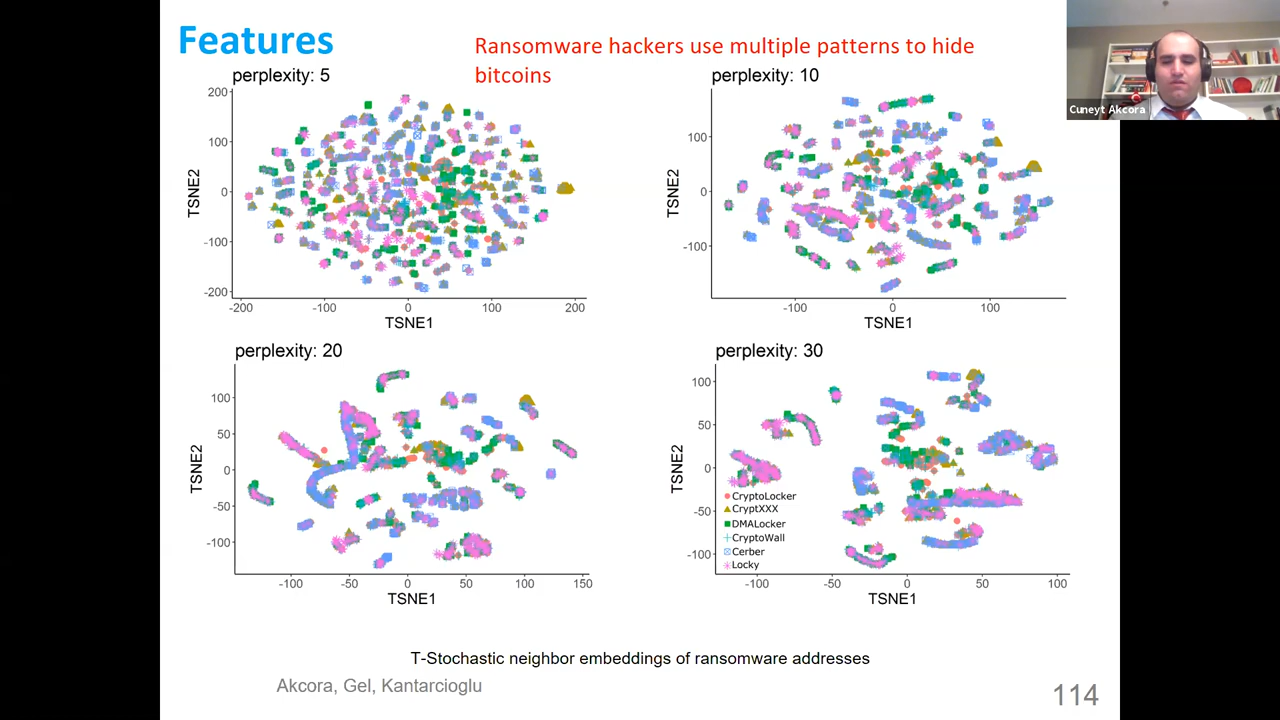 Features
Ransomware hackers use multiple patterns to hide
bitcoins
Cuneyt Akcora
perplexity: 5
200
100
0
-100
-200
TSNE2
-200
-100
0
100
200
TSNE1
perplexity: 10
100
0
-100
TSNE2
-100
0
100
TSNE1
perplexity: 20
100
50
0
-50
-100
TSNE2
-100
-50
0
50
100
150
TSNE1
perplexity: 30
100
50
0
-50
-100
TSNE2
CryptoLocker
CryptXXX
DMALocker
CryptoWall
Cerber
Locky
-100
-50
0
50
100
TSNE1
T-Stochastic neighbor embeddings of ransomware addresses
Akcora, Gel, Kantarcioglu
114